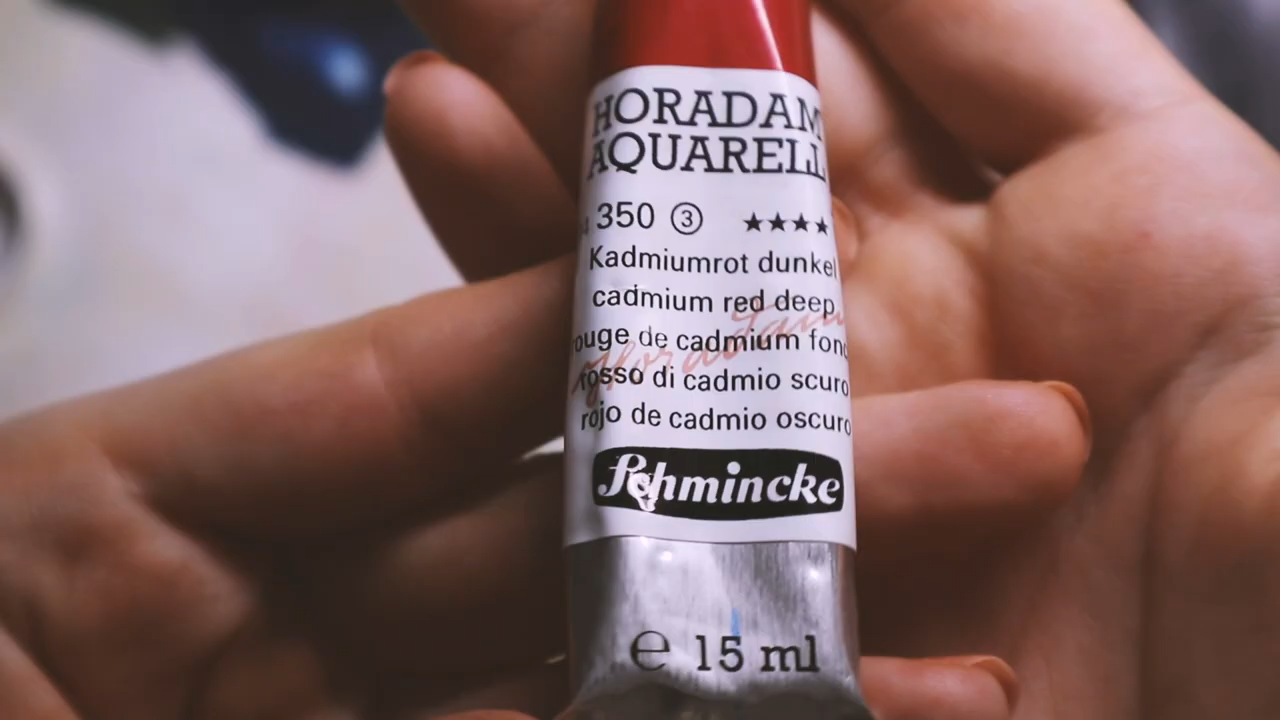 HORADAM
AQUARELL
350 3 ★★★★
Kadmiumrot dunkel
cadmium red deep
rouge de cadmium foncé
rosso di cadmio scuro
rojo de cadmio oscuro
Schmincke
℮ 15 ml